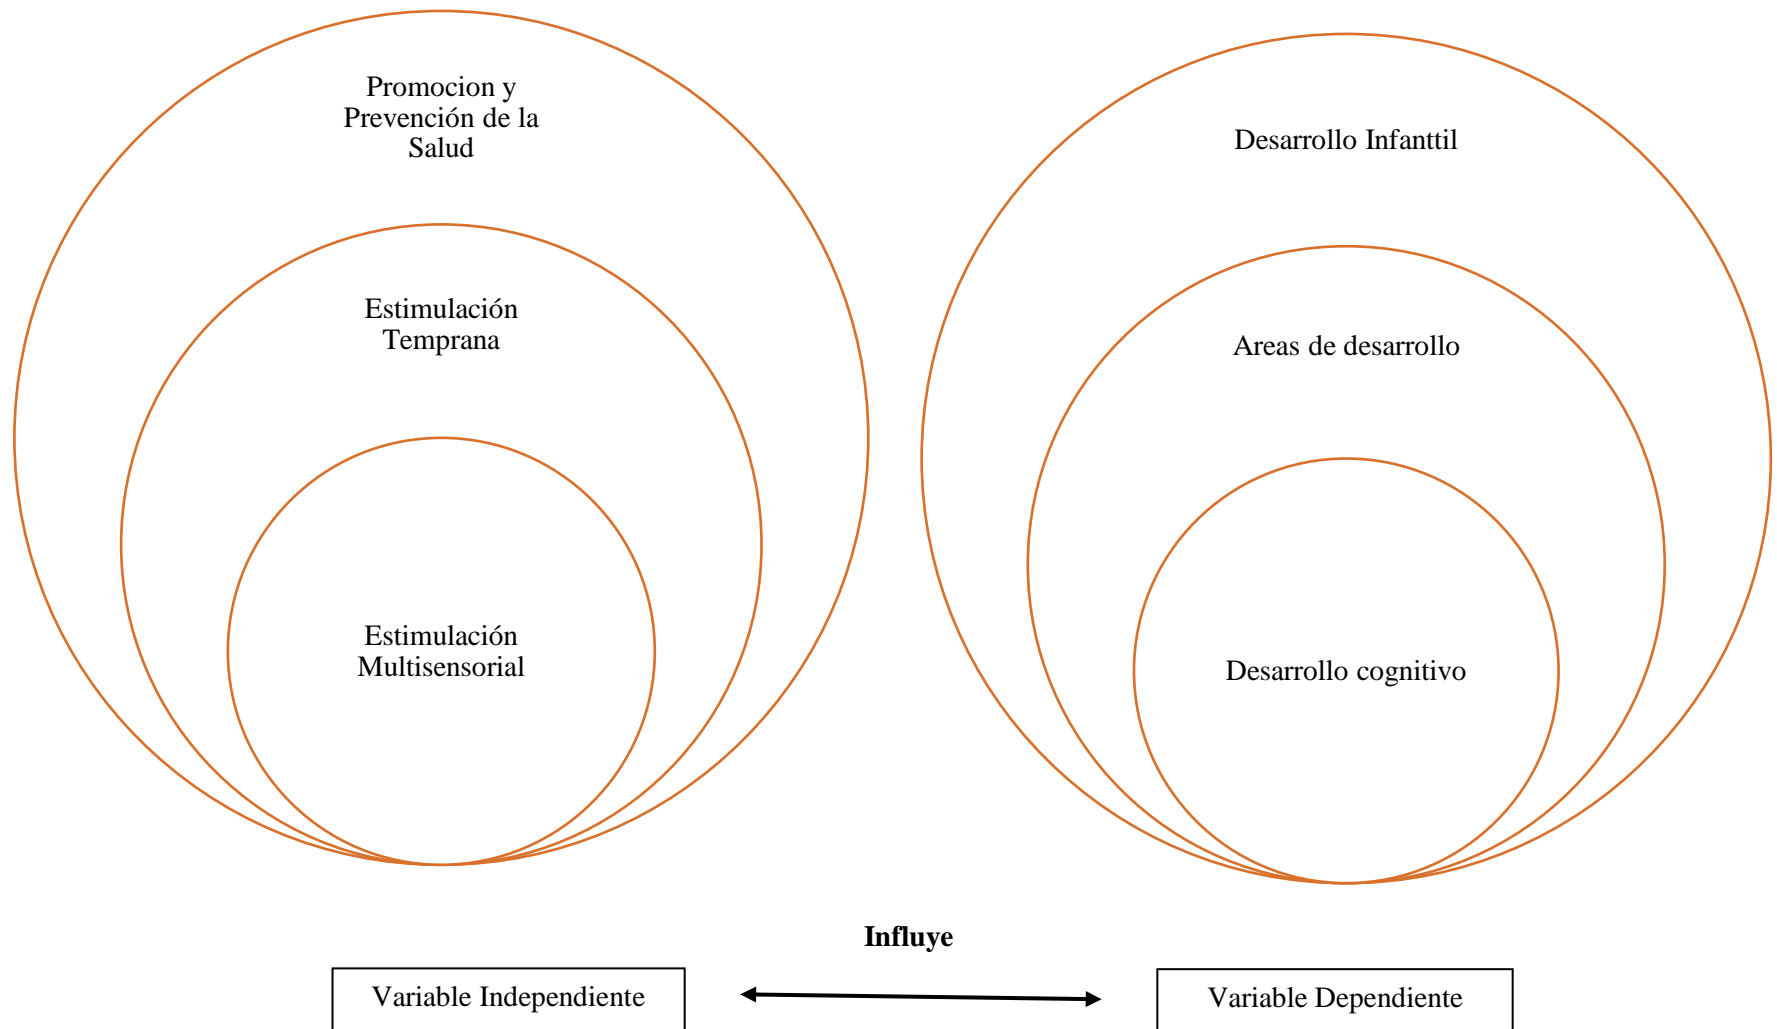 Promocion y
Prevención de la
Salud
Estimulación
Temprana
Estimulación
Multisensorial
Desarrollo Infanttil
Areas de desarrollo
Desarrollo cognitivo
Influye
Variable Independiente
Variable Dependiente